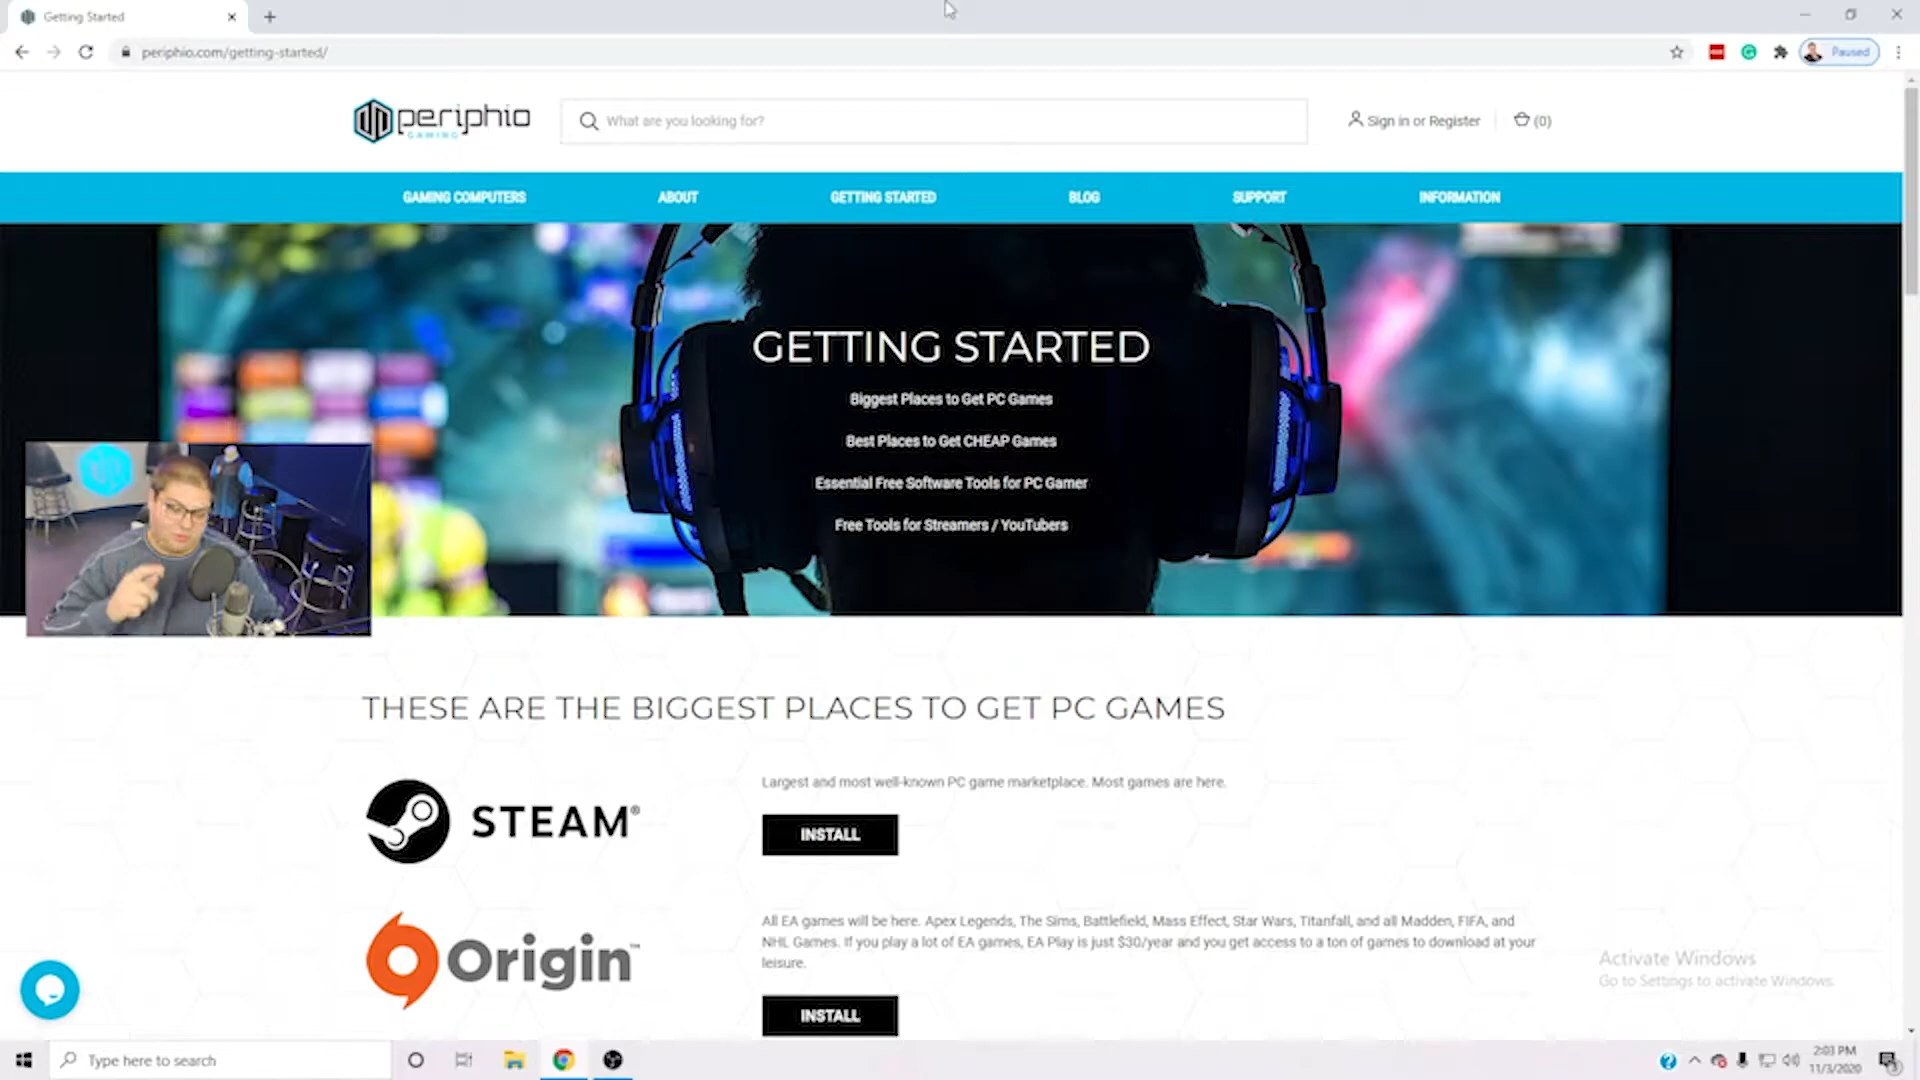 Getting Started
periphio.com/getting-started/
Paused
periphio
GAMING
What are you looking for?
Sign in or Register
(0)
GAMING COMPUTERS
ABOUT
GETTING STARTED
BLOG
SUPPORT
INFORMATION
GETTING STARTED
Biggest Places to Get PC Games
Best Places to Get CHEAP Games
Essential Free Software Tools for PC Gamer
Free Tools for Streamers / YouTubers
THESE ARE THE BIGGEST PLACES TO GET PC GAMES
STEAM®
Largest and most well-known PC game marketplace. Most games are here.
INSTALL
Origin™
All EA games will be here. Apex Legends, The Sims, Battlefield, Mass Effect, Star Wars, Titanfall, and all Madden, FIFA, and
NHL Games. If you play a lot of EA games, EA Play is just $30/year and you get access to a ton of games to download at your
leisure.
INSTALL
Activate Windows
Go to Settings to activate Windows.
Type here to search
2:03 PM
11/3/2020